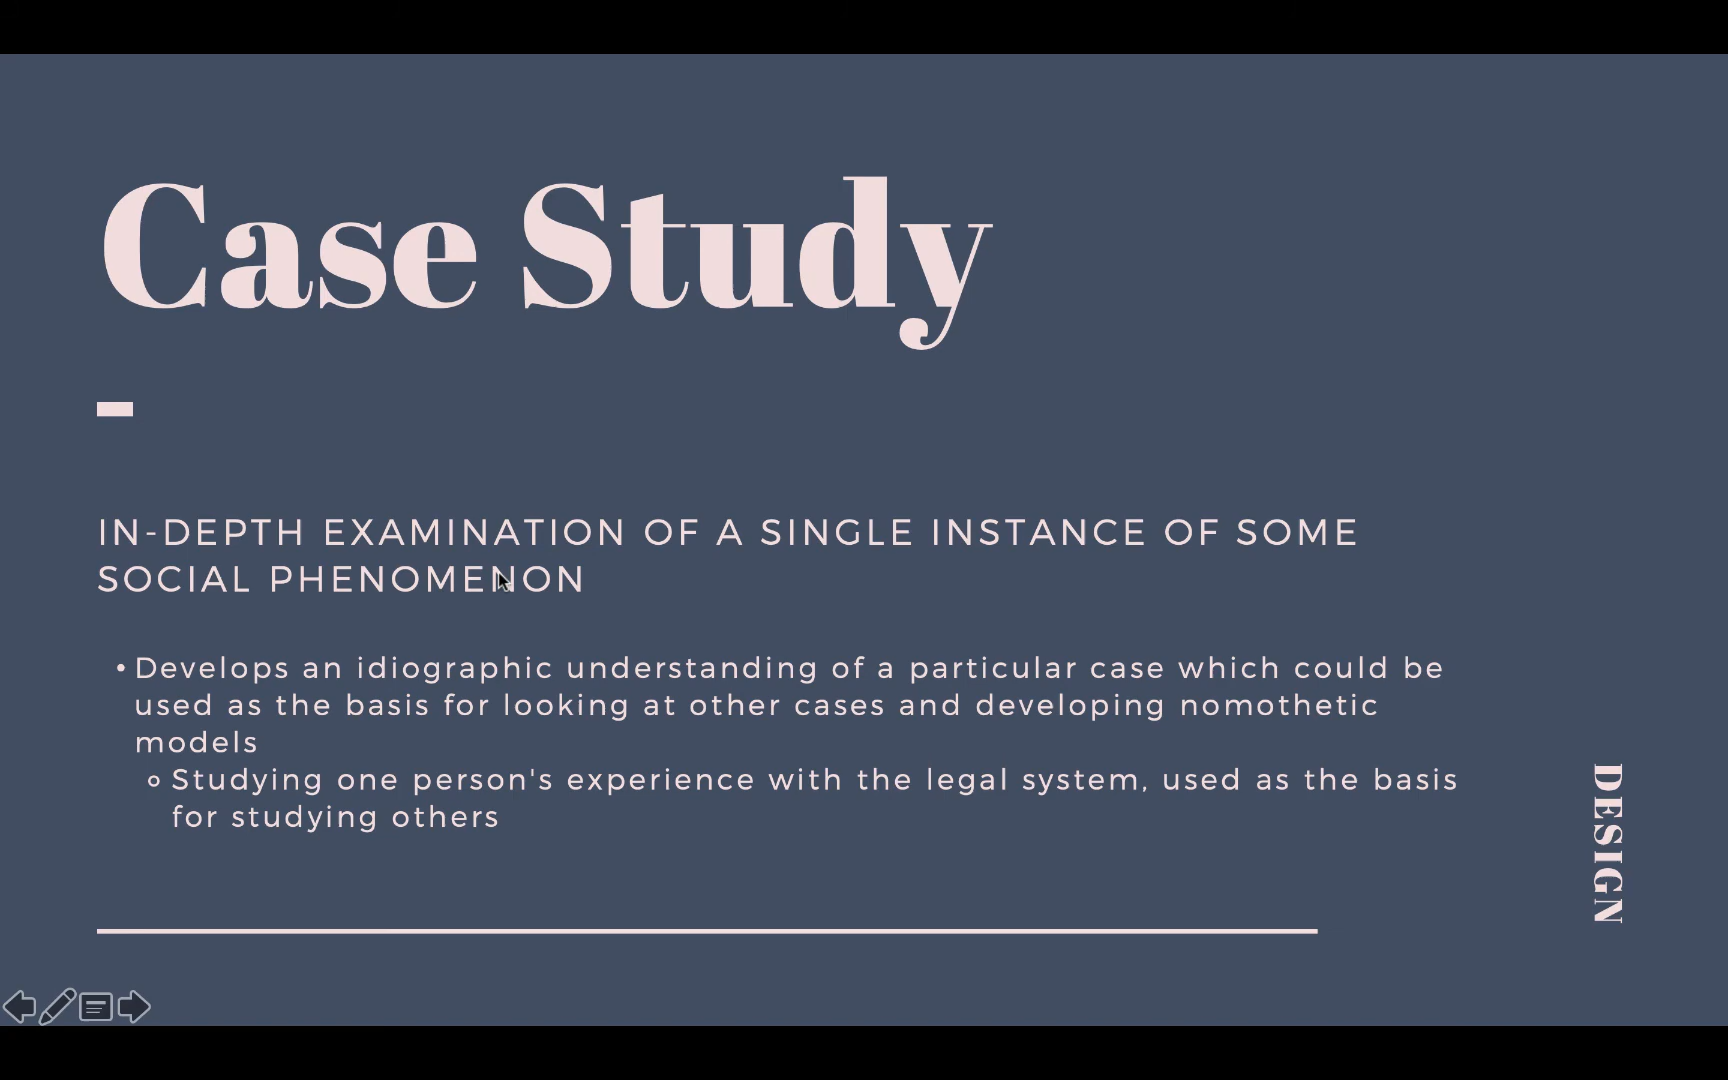 Case Study
-
IN-DEPTH EXAMINATION OF A SINGLE INSTANCE OF SOME
SOCIAL PHENOMENON
• Develops an idiographic understanding of a particular case which could be
used as the basis for looking at other cases and developing nomothetic
models
◦ Studying one person's experience with the legal system, used as the basis
for studying others
DESIGN